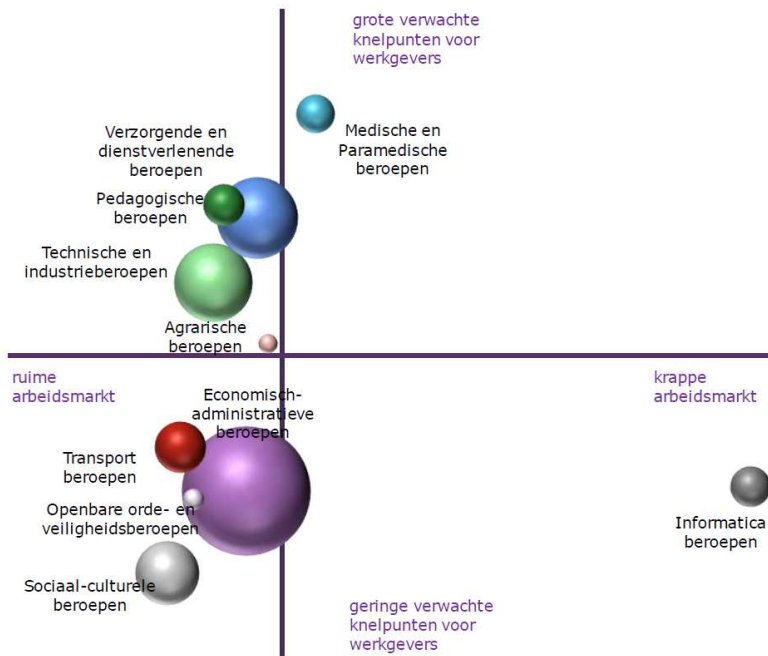 grote verwachte
knelpunten voor
werkgevers
Verzorgende en
dienstverlenende
beroepen
Medische en
Paramedische
beroepen
Pedagogische
beroepen
Technische en
industrieberoepen
Agrarische
beroepen
ruime
arbeidsmarkt
krappe
arbeidsmarkt
Economisch-
administratieve
beroepen
Transport
beroepen
Openbare orde- en
veiligheidsberoepen
Informatica
beroepen
Sociaal-culturele
beroepen
geringe verwachte
knelpunten voor
werkgevers